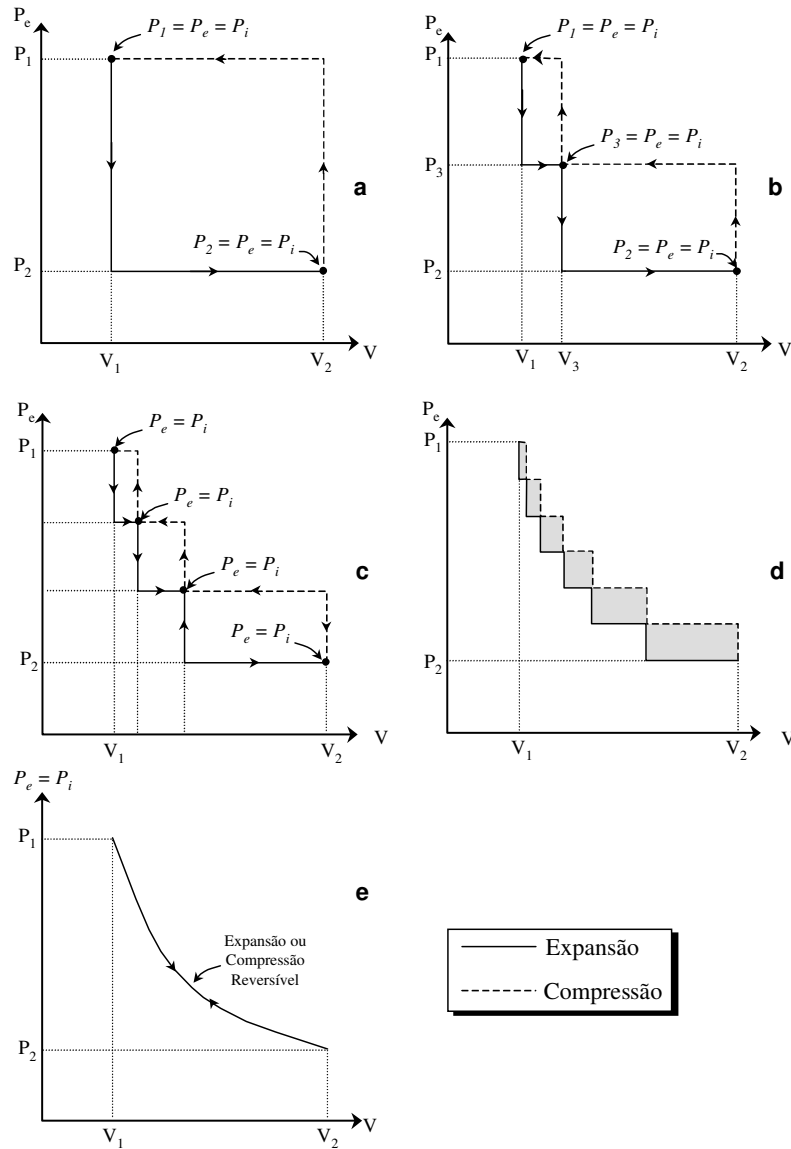 Pe
P1 = Pe = Pi
P1
a
P2 = Pe = Pi
P2
V1
V2
V
Pe
P1 = Pe = Pi
P1
P3 = Pe = Pi
P3
b
P2 = Pe = Pi
P2
V1
V3
V2
V
Pe
Pe = Pi
P1
Pe = Pi
Pe = Pi
c
Pe = Pi
P2
V1
V2
V
Pe
P1
d
P2
V1
V2
V
Pe = Pi
P1
e
Expansão ou
Compressão
Reversível
P2
V1
V2
V
Expansão
Compressão